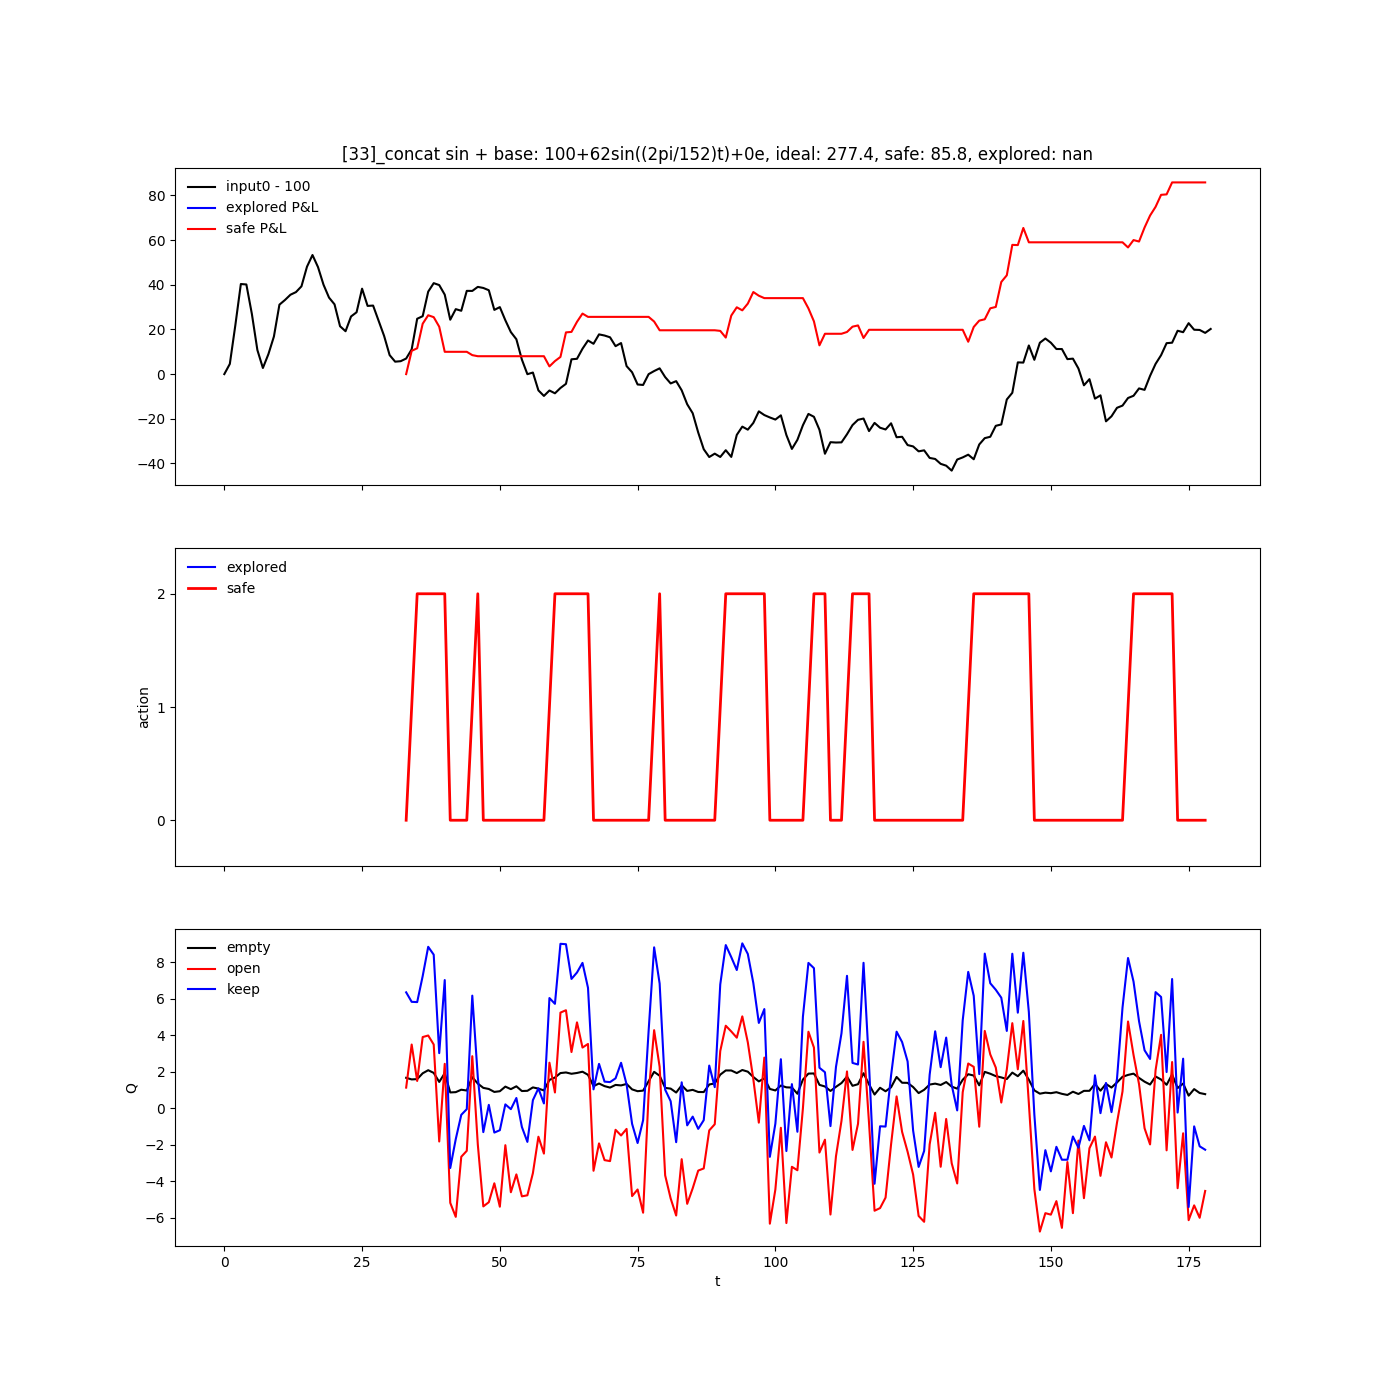 [33]_concat sin + base: 100+62sin((2pi/152)t)+0e, ideal: 277.4, safe: 85.8, explored: nan
input0 - 100
explored P&L
safe P&L
80
60
40
20
0
−20
−40
explored
safe
2
1
0
action
empty
open
keep
8
6
4
2
0
−2
−4
−6
Q
0 25 50 75 100 125 150 175
t